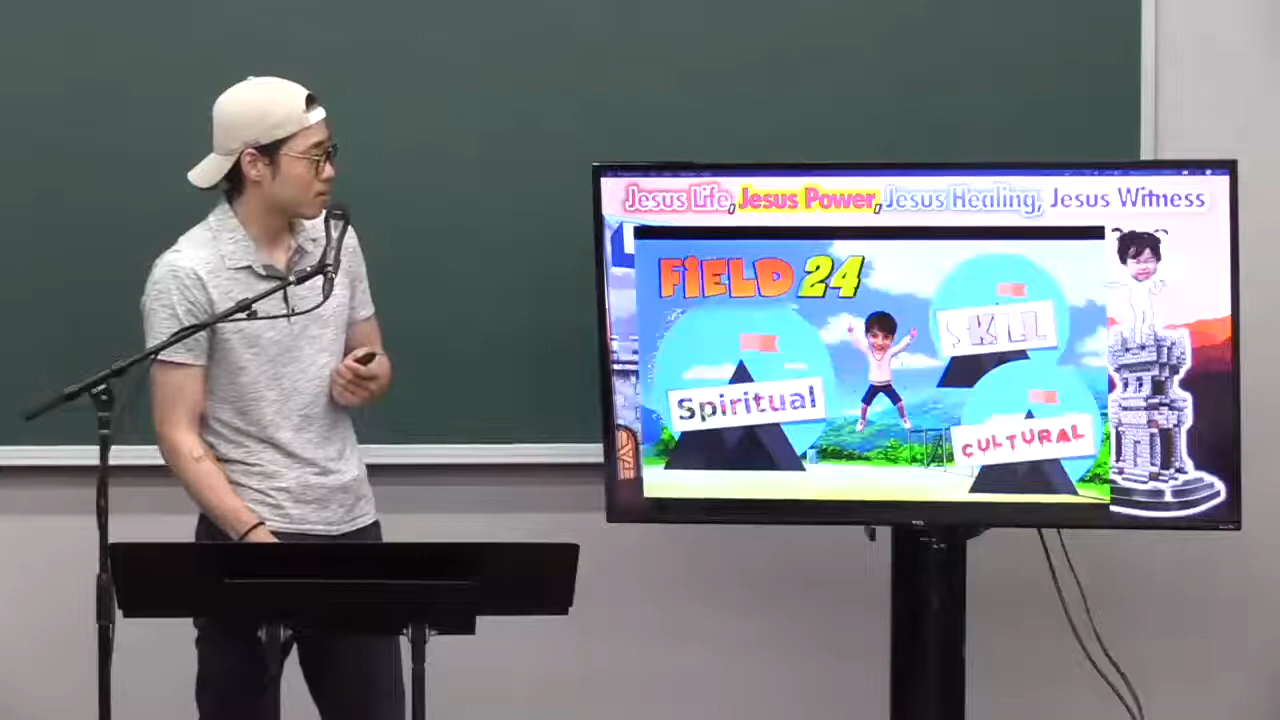 Jesus Life, Jesus Power, Jesus Healing, Jesus Witness
FiELD 24
SKILL
Spiritual
CULTURAL